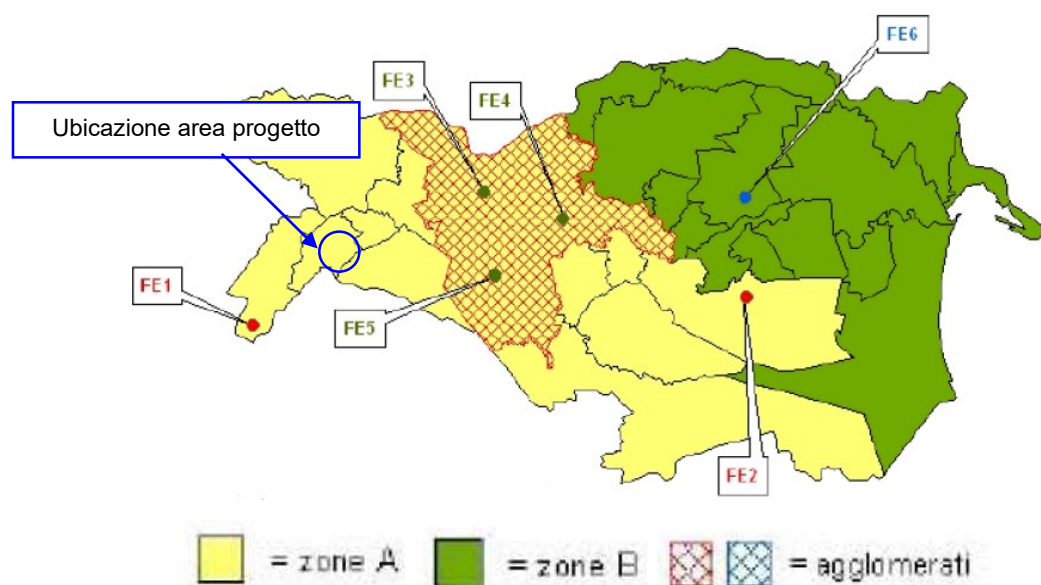 FE6
FE3
FE4
Ubicazione area progetto
FE1
FE5
FE2
= zone A
= zone B
= agglomerati